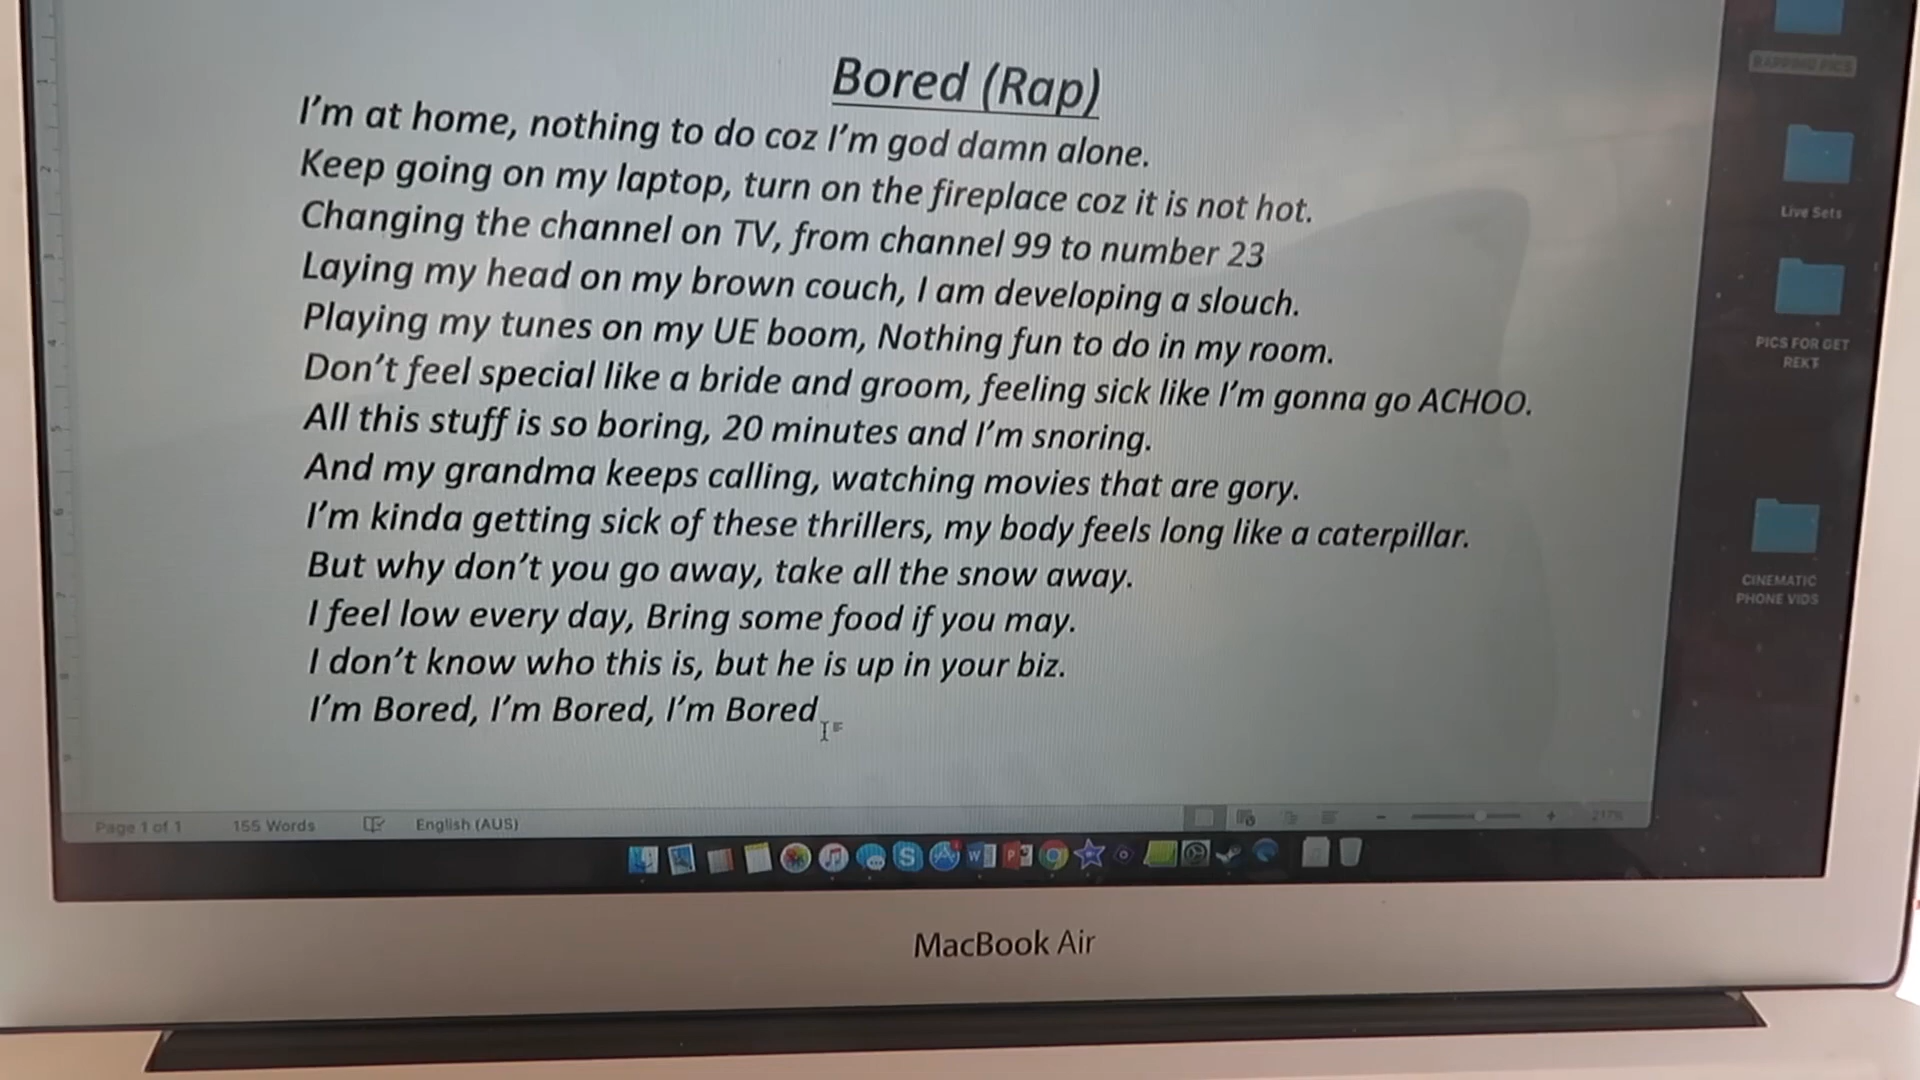 Bored (Rap)
I'm at home, nothing to do coz I'm god damn alone.
Keep going on my laptop, turn on the fireplace coz it is not hot.
Changing the channel on TV, from channel 99 to number 23
Laying my head on my brown couch, I am developing a slouch.
Playing my tunes on my UE boom, Nothing fun to do in my room.
Don't feel special like a bride and groom, feeling sick like I'm gonna go ACHOO.
All this stuff is so boring, 20 minutes and I'm snoring.
And my grandma keeps calling, watching movies that are gory.
I'm kinda getting sick of these thrillers, my body feels long like a caterpillar.
But why don't you go away, take all the snow away.
I feel low every day, Bring some food if you may.
I don't know who this is, but he is up in your biz.
I'm Bored, I'm Bored, I'm Bored
RAPPING PICS
Live Sets
PICS FOR GET
REKT
CINEMATIC
PHONE VIDS
Page 1 of 1 155 Words English (AUS) 217%
MacBook Air